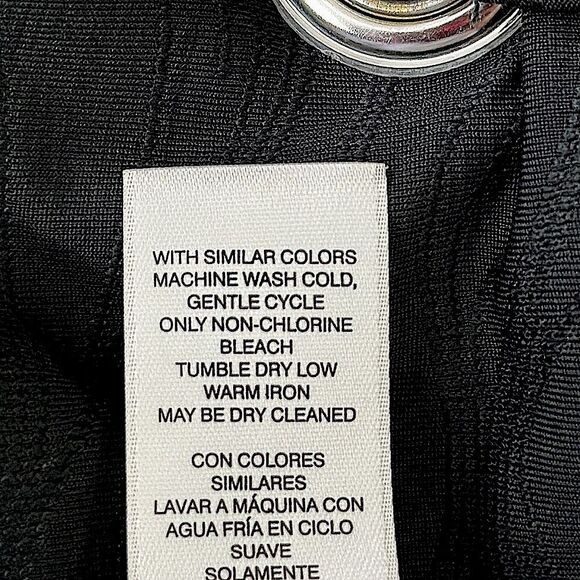 WITH SIMILAR COLORS
MACHINE WASH COLD,
GENTLE CYCLE
ONLY NON-CHLORINE
BLEACH
TUMBLE DRY LOW
WARM IRON
MAY BE DRY CLEANED
CON COLORES
SIMILARES
LAVAR A MÁQUINA CON
AGUA FRÍA EN CICLO
SUAVE
SOLAMENTE